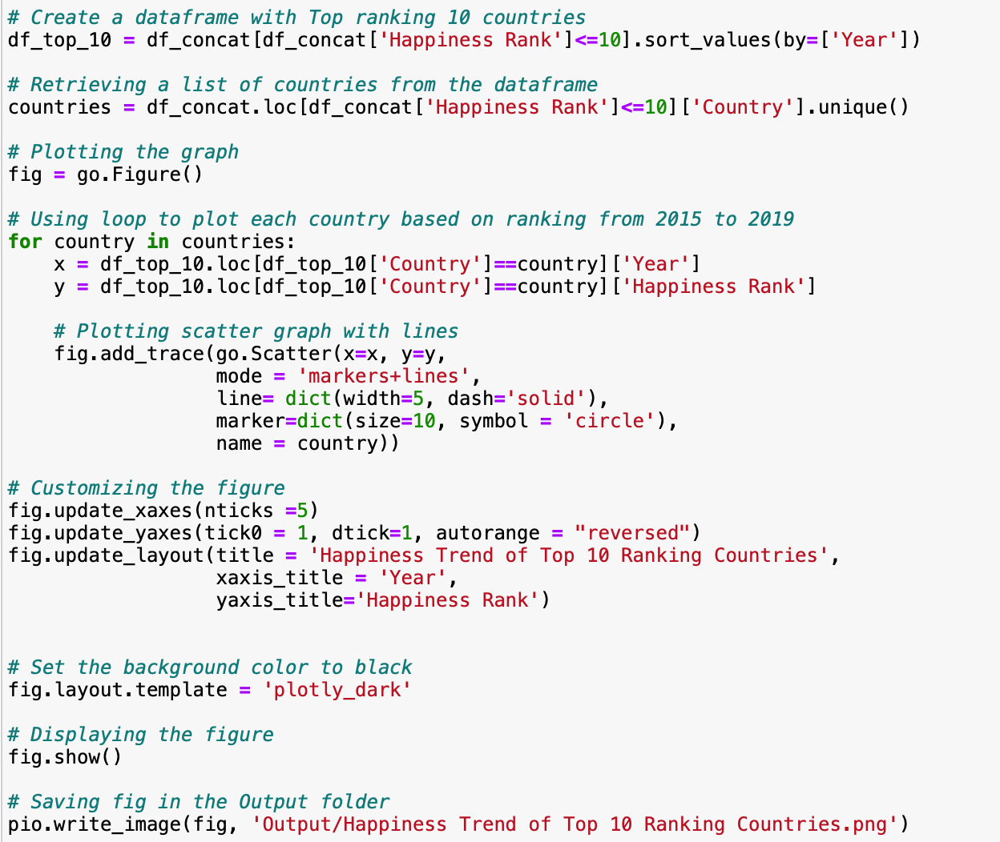 # Create a dataframe with Top ranking 10 countries
df_top_10 = df_concat[df_concat['Happiness Rank']<=10].sort_values(by=['Year'])

# Retrieving a list of countries from the dataframe
countries = df_concat.loc[df_concat['Happiness Rank']<=10]['Country'].unique()

# Plotting the graph
fig = go.Figure()

# Using loop to plot each country based on ranking from 2015 to 2019
for country in countries:
    x = df_top_10.loc[df_top_10['Country']==country]['Year']
    y = df_top_10.loc[df_top_10['Country']==country]['Happiness Rank']

    # Plotting scatter graph with lines
    fig.add_trace(go.Scatter(x=x, y=y,
                  mode = 'markers+lines',
                  line= dict(width=5, dash='solid'),
                  marker=dict(size=10, symbol = 'circle'),
                  name = country))

# Customizing the figure
fig.update_xaxes(nticks =5)
fig.update_yaxes(tick0 = 1, dtick=1, autorange = "reversed")
fig.update_layout(title = 'Happiness Trend of Top 10 Ranking Countries',
                  xaxis_title = 'Year',
                  yaxis_title='Happiness Rank')


# Set the background color to black
fig.layout.template = 'plotly_dark'

# Displaying the figure
fig.show()

# Saving fig in the Output folder
pio.write_image(fig, 'Output/Happiness Trend of Top 10 Ranking Countries.png')